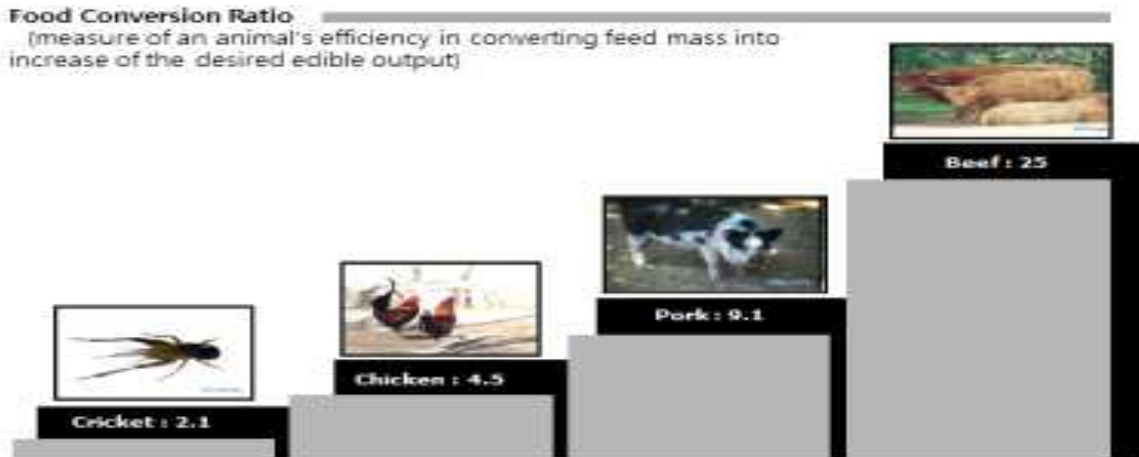 Food Conversion Ratio
(measure of an animal's efficiency in converting feed mass into
increase of the desired edible output)
Beef : 25
Pork : 9.1
Chicken : 4.5
Cricket : 2.1